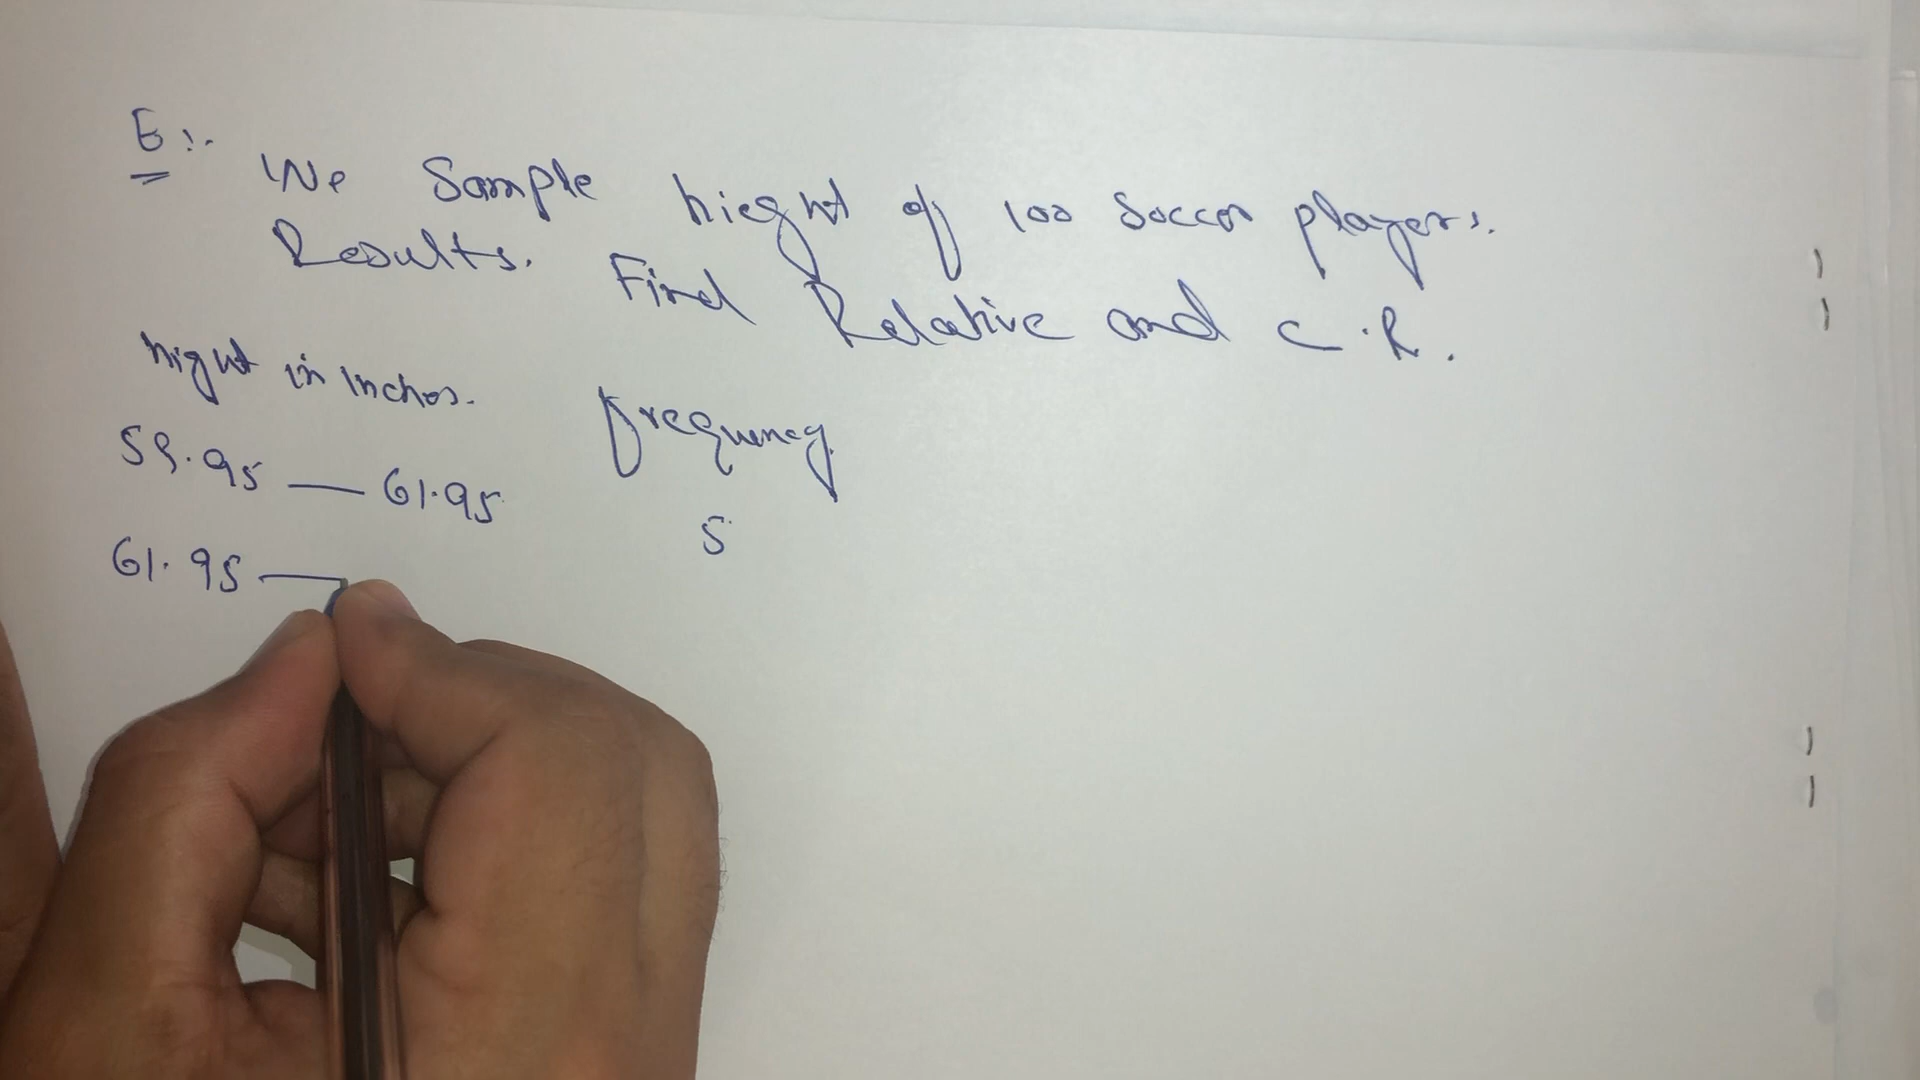 E:-
We Sample hieght of 100 Soccer players.
Results. Find Relative and C.R.
hight in inches. frequency
59.95 — 61.95 5
61.95 —